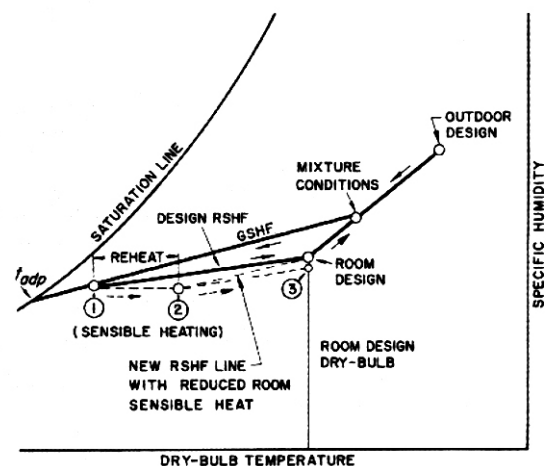 OUTDOOR
DESIGN
MIXTURE
CONDITIONS
SATURATION LINE
DESIGN RSHF
GSHF
REHEAT
ROOM
DESIGN
tadp
1
2
3
(SENSIBLE HEATING)
NEW RSHF LINE
WITH REDUCED ROOM
SENSIBLE HEAT
ROOM DESIGN
DRY-BULB
SPECIFIC HUMIDITY
DRY-BULB TEMPERATURE